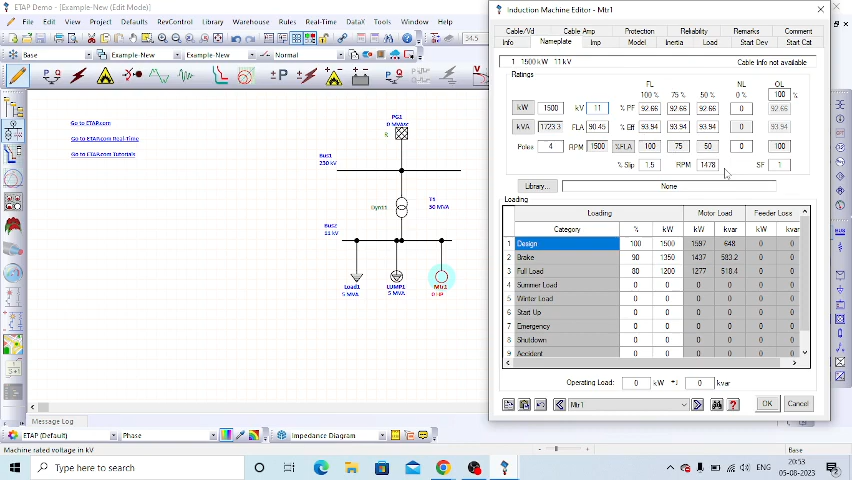 ETAP Demo - Example-New (Edit Mode)
File Edit View Project Defaults RevControl Library Warehouse Rules Real-Time DataX Tools Window Help
34.5
Base Example-New Example-New Normal
Go to ETAP.com
Go to ETAP.com Real-Time
Go to ETAP.com Tutorials
PG1
0 MVAsc
R
Bus1
230 kV
Dyn11
T5
50 MVA
Bus2
11 kV
Load1
5 MVA
LUMP1
5 MVA
Mtr1
0 HP
Induction Machine Editor - Mtr1
Cable/Vd Cable Amp Protection Reliability Remarks Comment
Info Nameplate Imp Model Inertia Load Start Dev Start Cat
1 1500 kW 11 kV Cable Info not available
Ratings
FL 75 % 50 % NL OL
100 % 0 % 100 %
kW 1500 kV 11 % PF 92.66 92.66 92.66 0 92.66
kVA 1723.3 FLA 90.45 % Eff 93.94 93.94 93.94 0 93.94
Poles 4 RPM 1500 %FLA 100 75 50 0 100
% Slip 1.5 RPM 1478 SF 1
Library... None
Loading
Loading Motor Load Feeder Loss
Category % kW kW kvar kW kvar
1 Design 100 1500 1597 648 0 0
2 Brake 90 1350 1437 583.2 0 0
3 Full Load 80 1200 1277 518.4 0 0
4 Summer Load 0 0 0 0 0 0
5 Winter Load 0 0 0 0 0 0
6 Start Up 0 0 0 0 0 0
7 Emergency 0 0 0 0 0 0
8 Shutdown 0 0 0 0 0 0
9 Accident 0 0 0 0 0 0
Operating Load: 0 kW +j 0 kvar
Mtr1 OK Cancel
Message Log
ETAP (Default) Phase Impedance Diagram
Machine rated voltage in kV Base
Type here to search
ENG
20:53
05-08-2023